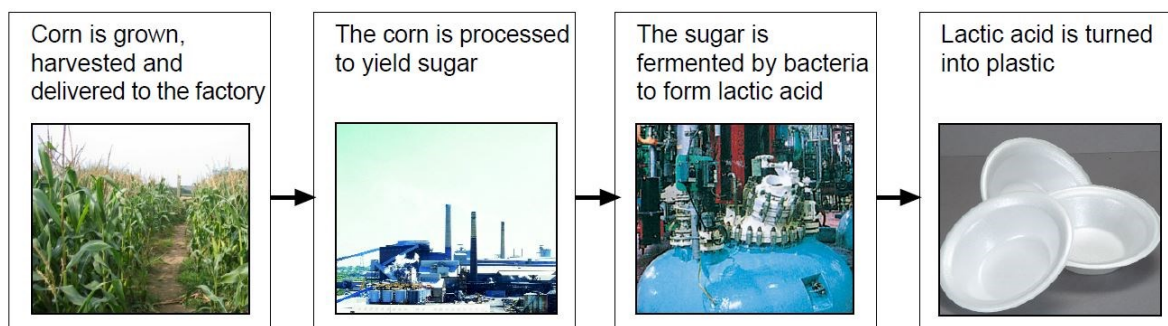 Corn is grown,
harvested and
delivered to the factory
The corn is processed
to yield sugar
The sugar is
fermented by bacteria
to form lactic acid
Lactic acid is turned
into plastic